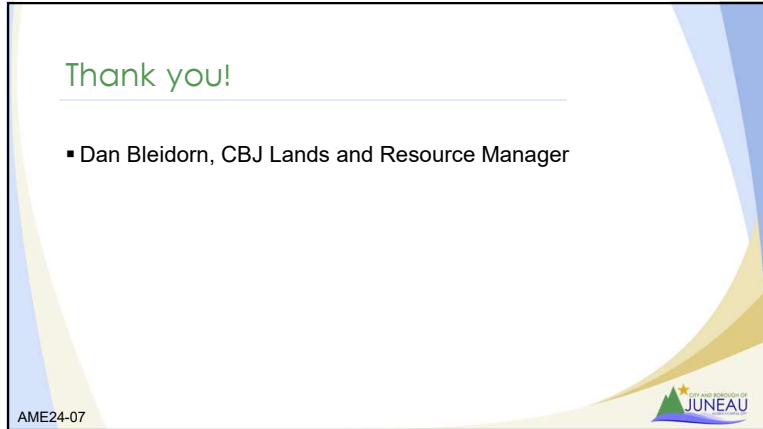 Thank you!
▪ Dan Bleidorn, CBJ Lands and Resource Manager
AME24-07
CITY AND BOROUGH OF
JUNEAU